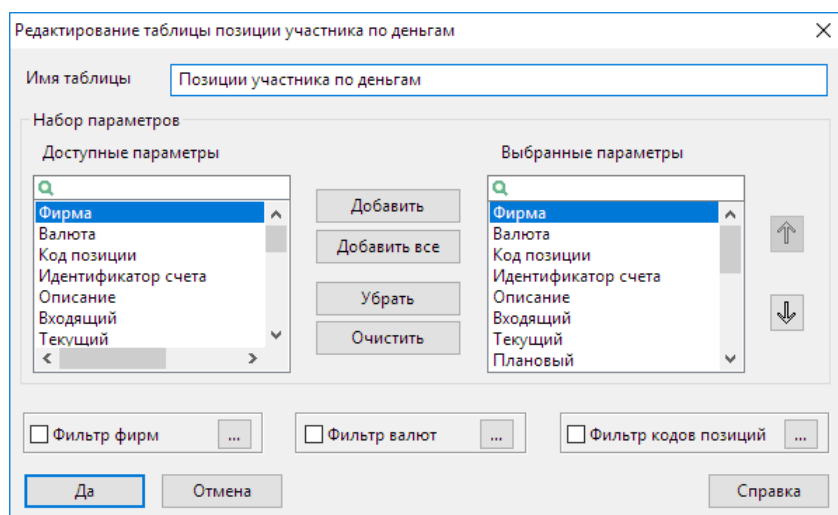 Редактирование таблицы позиции участника по деньгам
Имя таблицы
Позиции участника по деньгам
Набор параметров
Доступные параметры
Выбранные параметры
Фирма
Валюта
Код позиции
Идентификатор счета
Описание
Входящий
Текущий
Добавить
Добавить все
Убрать
Очистить
Фирма
Валюта
Код позиции
Идентификатор счета
Описание
Входящий
Текущий
Плановый
Фильтр фирм ...
Фильтр валют ...
Фильтр кодов позиций ...
Да
Отмена
Справка